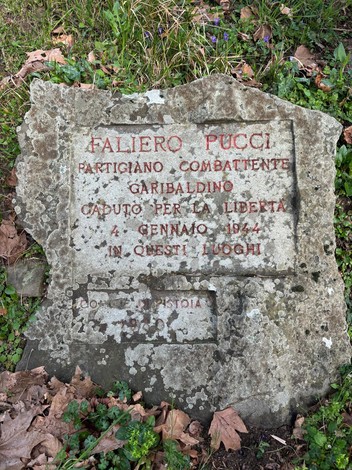 FALIERO PUCCI
PARTIGIANO COMBATTENTE
GARIBALDINO
CADUTO PER LA LIBERTA
4 GENNAIO 1944
IN QUESTI LUOGHI
PISTOIA